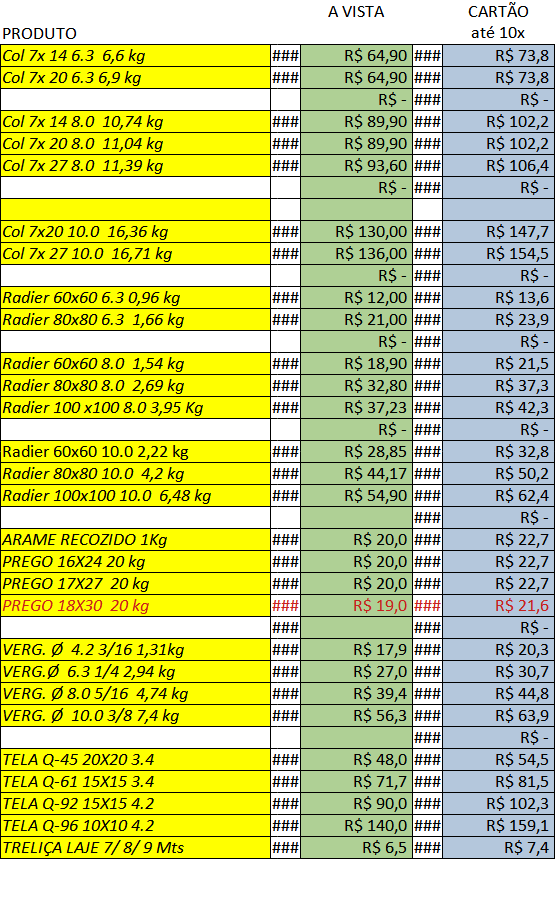 A VISTA CARTÃO
PRODUTO até 10x
Col 7x 14 6.3 6,6 kg ### R$ 64,90 ### R$ 73,8
Col 7x 20 6.3 6,9 kg ### R$ 64,90 ### R$ 73,8
R$ - ### R$ -
Col 7x 14 8.0 10,74 kg ### R$ 89,90 ### R$ 102,2
Col 7x 20 8.0 11,04 kg ### R$ 89,90 ### R$ 102,2
Col 7x 27 8.0 11,39 kg ### R$ 93,60 ### R$ 106,4
R$ - ### R$ -
Col 7x20 10.0 16,36 kg ### R$ 130,00 ### R$ 147,7
Col 7x 27 10.0 16,71 kg ### R$ 136,00 ### R$ 154,5
R$ - ### R$ -
Radier 60x60 6.3 0,96 kg ### R$ 12,00 ### R$ 13,6
Radier 80x80 6.3 1,66 kg ### R$ 21,00 ### R$ 23,9
R$ - ### R$ -
Radier 60x60 8.0 1,54 kg ### R$ 18,90 ### R$ 21,5
Radier 80x80 8.0 2,69 kg ### R$ 32,80 ### R$ 37,3
Radier 100 x100 8.0 3,95 Kg ### R$ 37,23 ### R$ 42,3
R$ - ### R$ -
Radier 60x60 10.0 2,22 kg ### R$ 28,85 ### R$ 32,8
Radier 80x80 10.0 4,2 kg ### R$ 44,17 ### R$ 50,2
Radier 100x100 10.0 6,48 kg ### R$ 54,90 ### R$ 62,4
### R$ -
ARAME RECOZIDO 1Kg ### R$ 20,0 ### R$ 22,7
PREGO 16X24 20 kg ### R$ 20,0 ### R$ 22,7
PREGO 17X27 20 kg ### R$ 20,0 ### R$ 22,7
PREGO 18X30 20 kg ### R$ 19,0 ### R$ 21,6
### ### R$ -
VERG. Ø 4.2 3/16 1,31kg ### R$ 17,9 ### R$ 20,3
VERG.Ø 6.3 1/4 2,94 kg ### R$ 27,0 ### R$ 30,7
VERG. Ø 8.0 5/16 4,74 kg ### R$ 39,4 ### R$ 44,8
VERG. Ø 10.0 3/8 7,4 kg ### R$ 56,3 ### R$ 63,9
### R$ -
TELA Q-45 20X20 3.4 ### R$ 48,0 ### R$ 54,5
TELA Q-61 15X15 3.4 ### R$ 71,7 ### R$ 81,5
TELA Q-92 15X15 4.2 ### R$ 90,0 ### R$ 102,3
TELA Q-96 10X10 4.2 ### R$ 140,0 ### R$ 159,1
TRELIÇA LAJE 7/ 8/ 9 Mts ### R$ 6,5 ### R$ 7,4